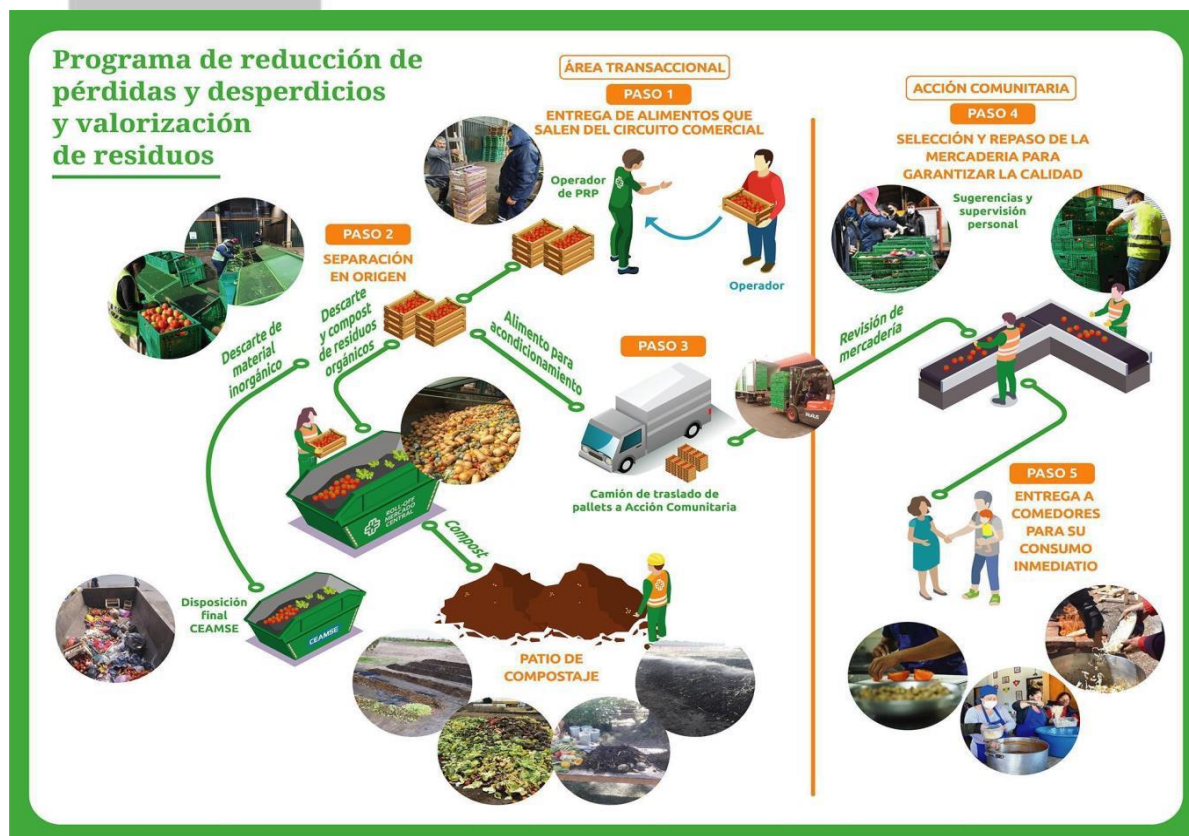 Programa de reducción de
pérdidas y desperdicios
y valorización
de residuos
ÁREA TRANSACCIONAL
PASO 1
ENTREGA DE ALIMENTOS QUE
SALEN DEL CIRCUITO COMERCIAL
Operador
de PRP
Operador
PASO 2
SEPARACIÓN
EN ORIGEN
Descarte de
material
inorgánico
Descarte
y compost
de residuos
orgánicos
Alimento para
acondicionamiento
PASO 3
Camión de traslado de
pallets a Acción Comunitaria
Revisión de
mercadería
ROLL-OFF
MERCADO
CENTRAL
Compost
Disposición
final
CEAMSE
CEAMSE
PATIO DE
COMPOSTAJE
ACCIÓN COMUNITARIA
PASO 4
SELECCIÓN Y REPASO DE LA
MERCADERIA PARA
GARANTIZAR LA CALIDAD
Sugerencias y
supervisión
personal
PASO 5
ENTREGA A
COMEDORES
PARA SU
CONSUMO
INMEDIATIO